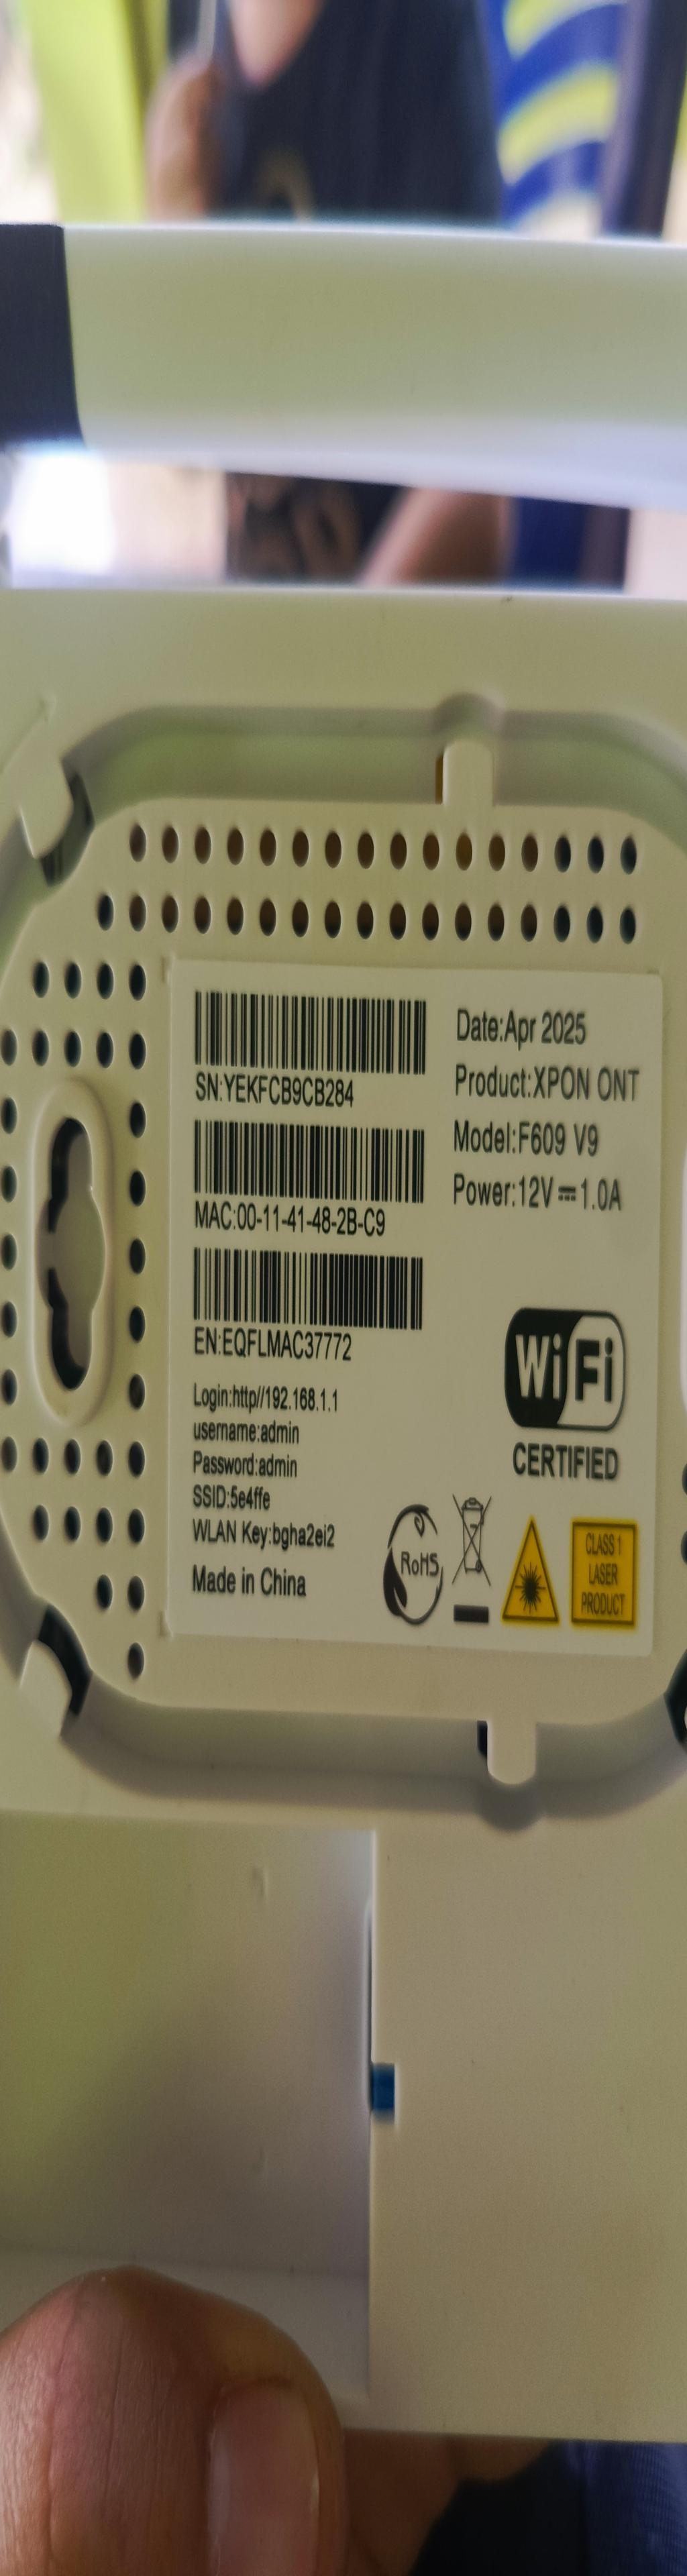 SN:YEKFCB9CB284
MAC:00-11-41-48-2B-C9
EN:EQFLMAC37772
Login:http//192.168.1.1
username:admin
Password:admin
SSID:5e4ffe
WLAN Key:bgha2ei2
Made in China
Date:Apr 2025
Product:XPON ONT
Model:F609 V9
Power:12V⎓1.0A
Wi Fi
CERTIFIED
RoHS
CLASS 1
LASER
PRODUCT